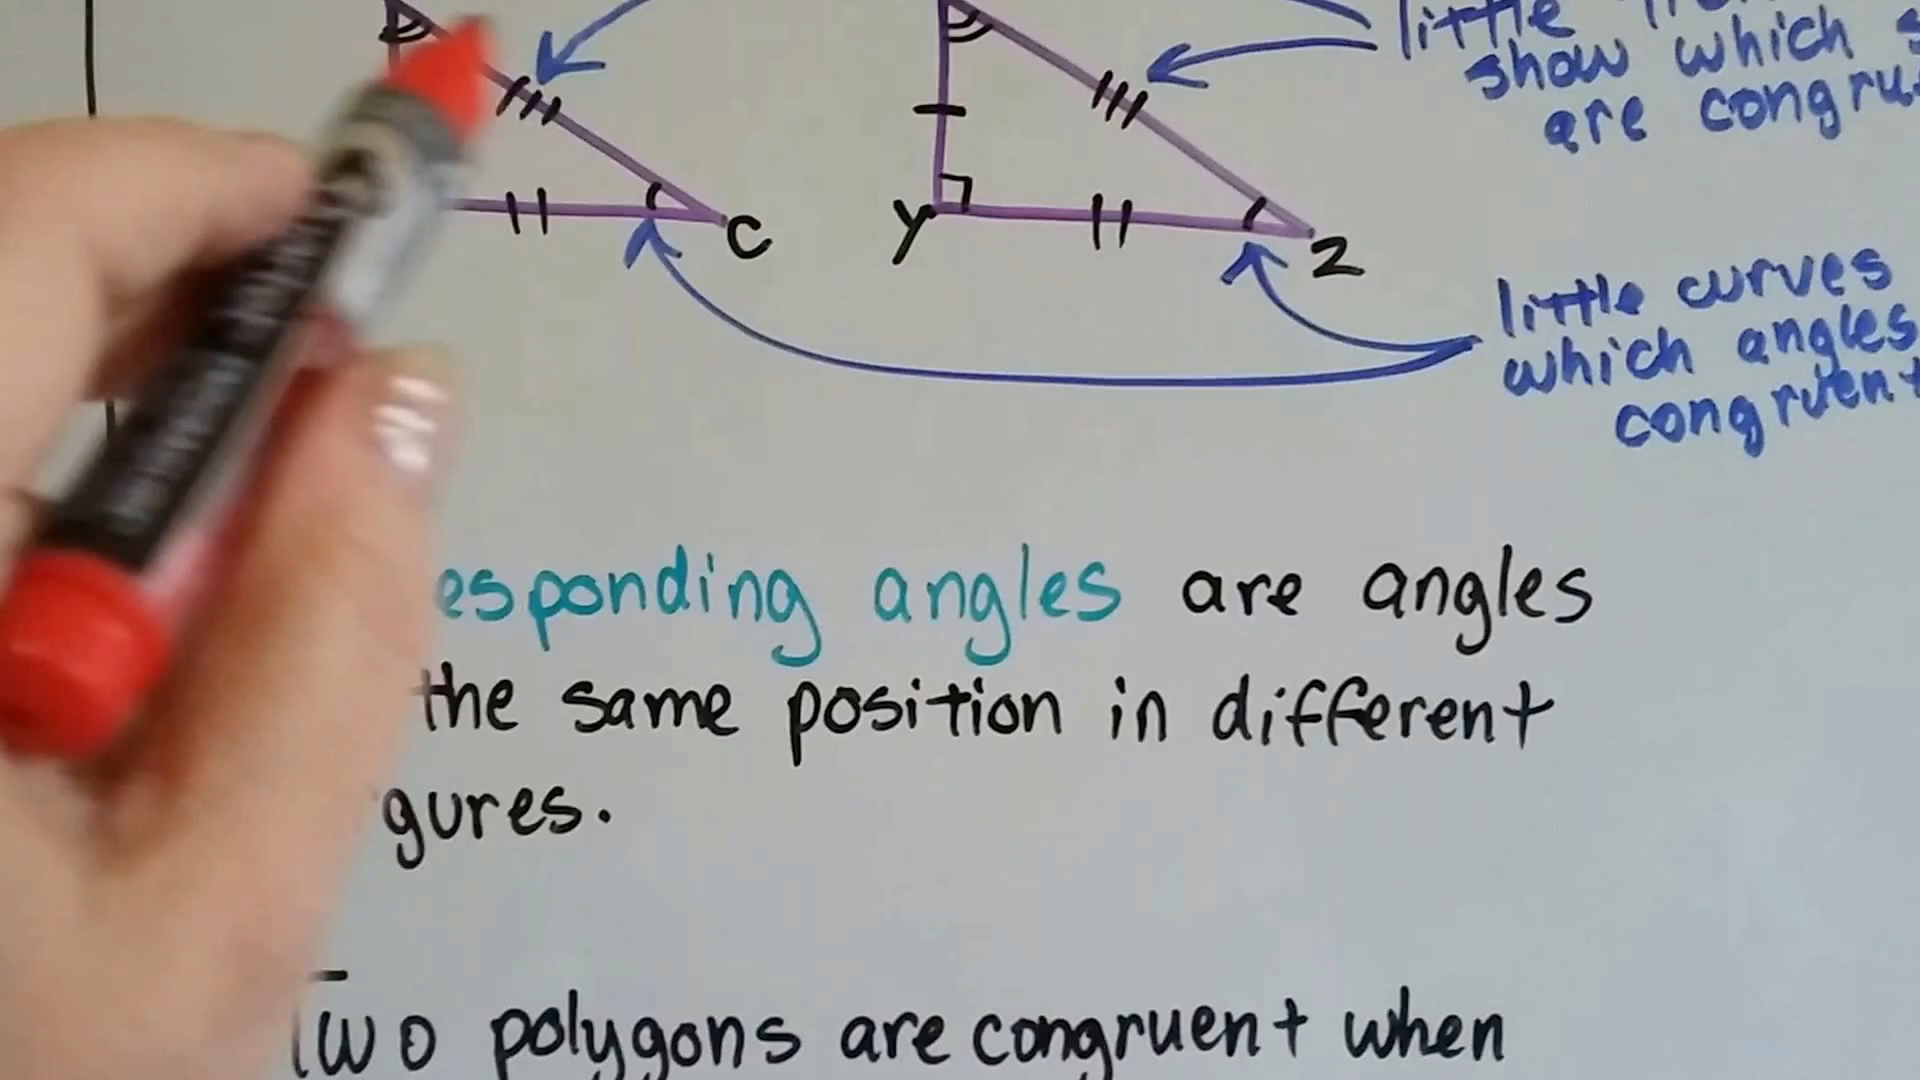 little
show which
are congru
C
Y
Z
little curves
which angles
congruent
esponding angles are angles
the same position in different
gures.
Two polygons are congruent when